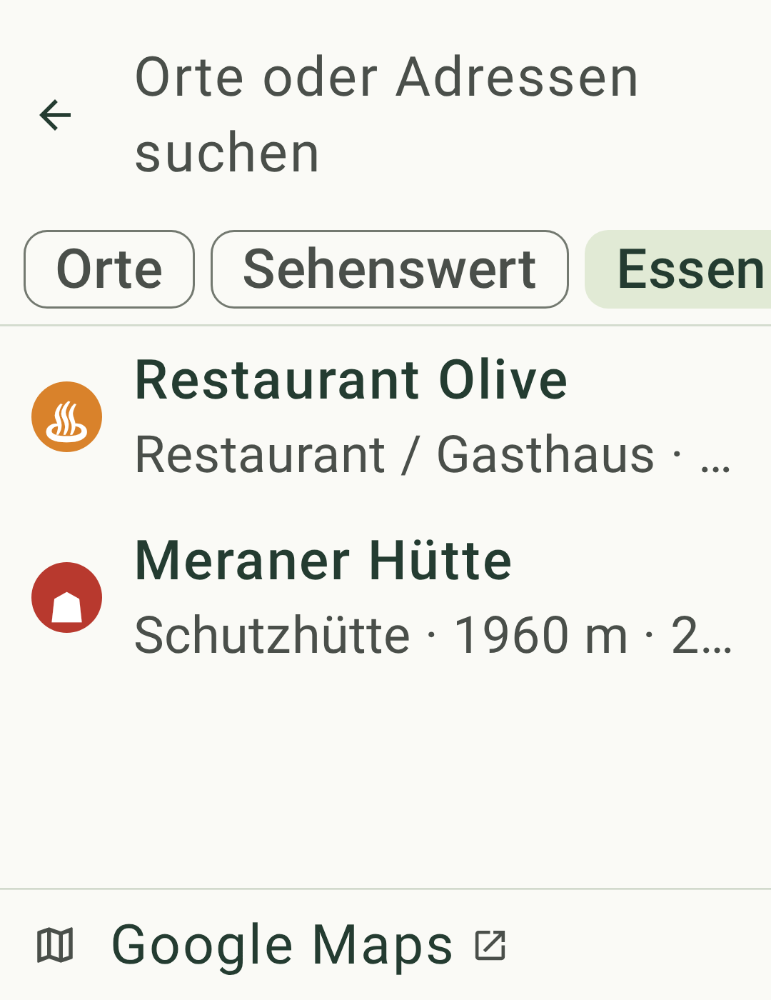 Orte oder Adressen
suchen
Orte
Sehenswert
Essen
Restaurant Olive
Restaurant / Gasthaus · ...
Meraner Hütte
Schutzhütte · 1960 m · 2...
Google Maps